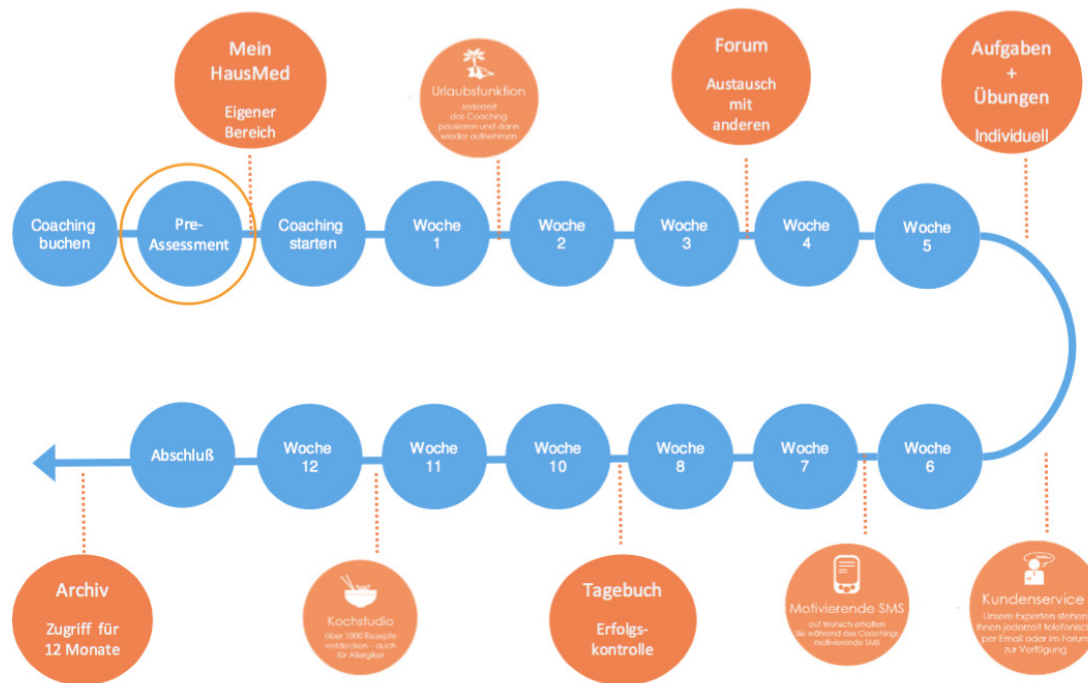 Mein
HausMed
Eigener
Bereich
Urlaubsfunktion
Jederzeit
das Coaching
pausieren und dann
wieder aufnehmen.
Forum
Austausch
mit
anderen
Aufgaben
+
Übungen
Individuell
Coaching
buchen
Pre-
Assessment
Coaching
starten
Woche
1
Woche
2
Woche
3
Woche
4
Woche
5
Abschluß
Woche
12
Woche
11
Woche
10
Woche
8
Woche
7
Woche
6
Archiv
Zugriff für
12 Monate
Kochstudio
über 1000 Rezepte
entdecken - auch
für Allergiker
Tagebuch
Erfolgs-
kontrolle
Motivierende SMS
auf Wunsch erhalten
Sie während des Coachings
motivierende SMS
Kundenservice
Unsere Experten stehen
Ihnen jederzeit telefonisch,
per Email oder im Forum
zur Verfügung